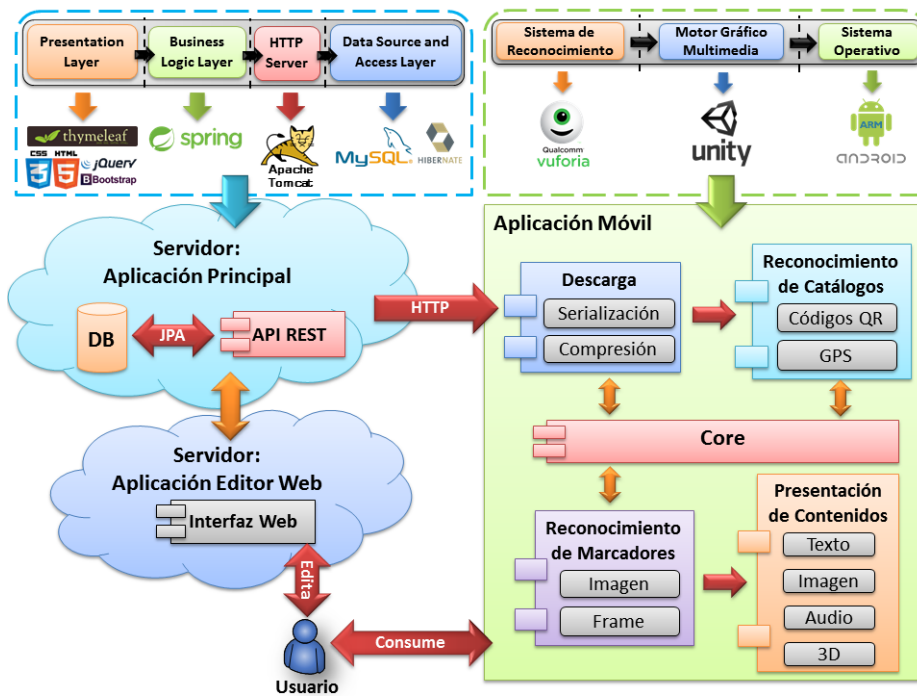 Presentation
Layer
Business
Logic Layer
HTTP
Server
Data Source and
Access Layer
thymeleaf
CSS
3
HTML
5
jQuery
B Bootstrap
spring
Apache
Tomcat
MySQL
HIBERNATE
Sistema de
Reconocimiento
Motor Gráfico
Multimedia
Sistema
Operativo
Qualcomm
vuforia
unity
ARM
ANDROID
Servidor:
Aplicación Principal
DB
JPA
API REST
HTTP
Servidor:
Aplicación Editor Web
Interfaz Web
Edita
Usuario
Consume
Aplicación Móvil
Descarga
Serialización
Compresión
Reconocimiento
de Catálogos
Códigos QR
GPS
Core
Reconocimiento
de Marcadores
Imagen
Frame
Presentación
de Contenidos
Texto
Imagen
Audio
3D